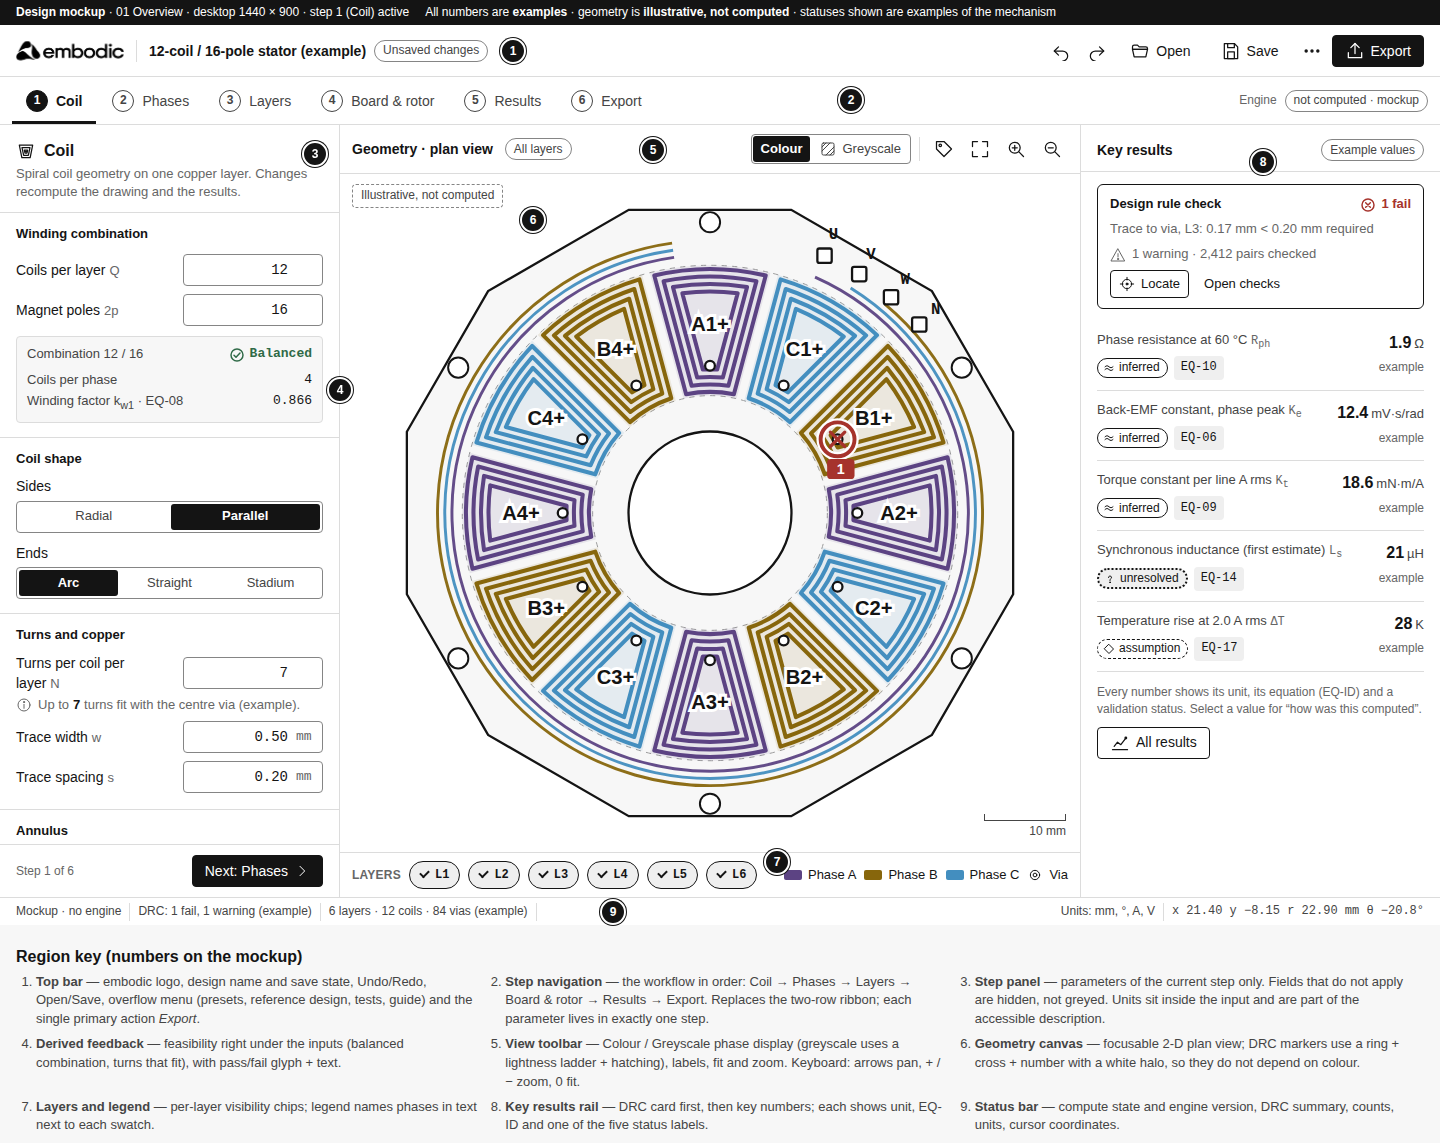 Design mockup · 01 Overview · desktop 1440 × 900 · step 1 (Coil) active All numbers are examples · geometry is illustrative, not computed · statuses shown are examples of the mechanism
embodic 12-coil / 16-pole stator (example) Unsaved changes 1 Open Save Export
1 Coil 2 Phases 3 Layers 4 Board & rotor 5 Results 6 Export 2 Engine not computed · mockup
Coil 3
Spiral coil geometry on one copper layer. Changes
recompute the drawing and the results.
Winding combination
Coils per layer Q 12
Magnet poles 2p 16
Combination 12 / 16 Balanced
Coils per phase 4
Winding factor kw1 · EQ-08 0.866
4
Coil shape
Sides
Radial Parallel
Ends
Arc Straight Stadium
Turns and copper
Turns per coil per
layer N 7
Up to 7 turns fit with the centre via (example).
Trace width w 0.50 mm
Trace spacing s 0.20 mm
Annulus
Step 1 of 6 Next: Phases
Geometry · plan view All layers 5 Colour Greyscale
Illustrative, not computed
6
U
V
W
N
A1+
B4+ C1+
C4+ B1+
1
A4+ A2+
B3+ C2+
C3+ B2+
A3+
10 mm
LAYERS L1 L2 L3 L4 L5 L6 7 Phase A Phase B Phase C Via
Key results 8 Example values
Design rule check 1 fail
Trace to via, L3: 0.17 mm < 0.20 mm required
1 warning · 2,412 pairs checked
Locate Open checks
Phase resistance at 60 °C Rph 1.9 Ω
inferred EQ-10 example
Back-EMF constant, phase peak Ke 12.4 mV·s/rad
inferred EQ-06 example
Torque constant per line A rms Kt 18.6 mN·m/A
inferred EQ-09 example
Synchronous inductance (first estimate) Ls 21 µH
? unresolved EQ-14 example
Temperature rise at 2.0 A rms ΔT 28 K
assumption EQ-17 example
Every number shows its unit, its equation (EQ-ID) and a
validation status. Select a value for “how was this computed”.
All results
Mockup · no engine DRC: 1 fail, 1 warning (example) 6 layers · 12 coils · 84 vias (example) 9 Units: mm, °, A, V x 21.40 y −8.15 r 22.90 mm θ −20.8°
Region key (numbers on the mockup)
1. Top bar — embodic logo, design name and save state, Undo/Redo,
Open/Save, overflow menu (presets, reference design, tests, guide) and the
single primary action Export.
2. Step navigation — the workflow in order: Coil → Phases → Layers →
Board & rotor → Results → Export. Replaces the two-row ribbon; each
parameter lives in exactly one step.
3. Step panel — parameters of the current step only. Fields that do not apply
are hidden, not greyed. Units sit inside the input and are part of the
accessible description.
4. Derived feedback — feasibility right under the inputs (balanced
combination, turns that fit), with pass/fail glyph + text.
5. View toolbar — Colour / Greyscale phase display (greyscale uses a
lightness ladder + hatching), labels, fit and zoom. Keyboard: arrows pan, + /
− zoom, 0 fit.
6. Geometry canvas — focusable 2-D plan view; DRC markers use a ring +
cross + number with a white halo, so they do not depend on colour.
7. Layers and legend — per-layer visibility chips; legend names phases in text
next to each swatch.
8. Key results rail — DRC card first, then key numbers; each shows unit, EQ-
ID and one of the five status labels.
9. Status bar — compute state and engine version, DRC summary, counts,
units, cursor coordinates.